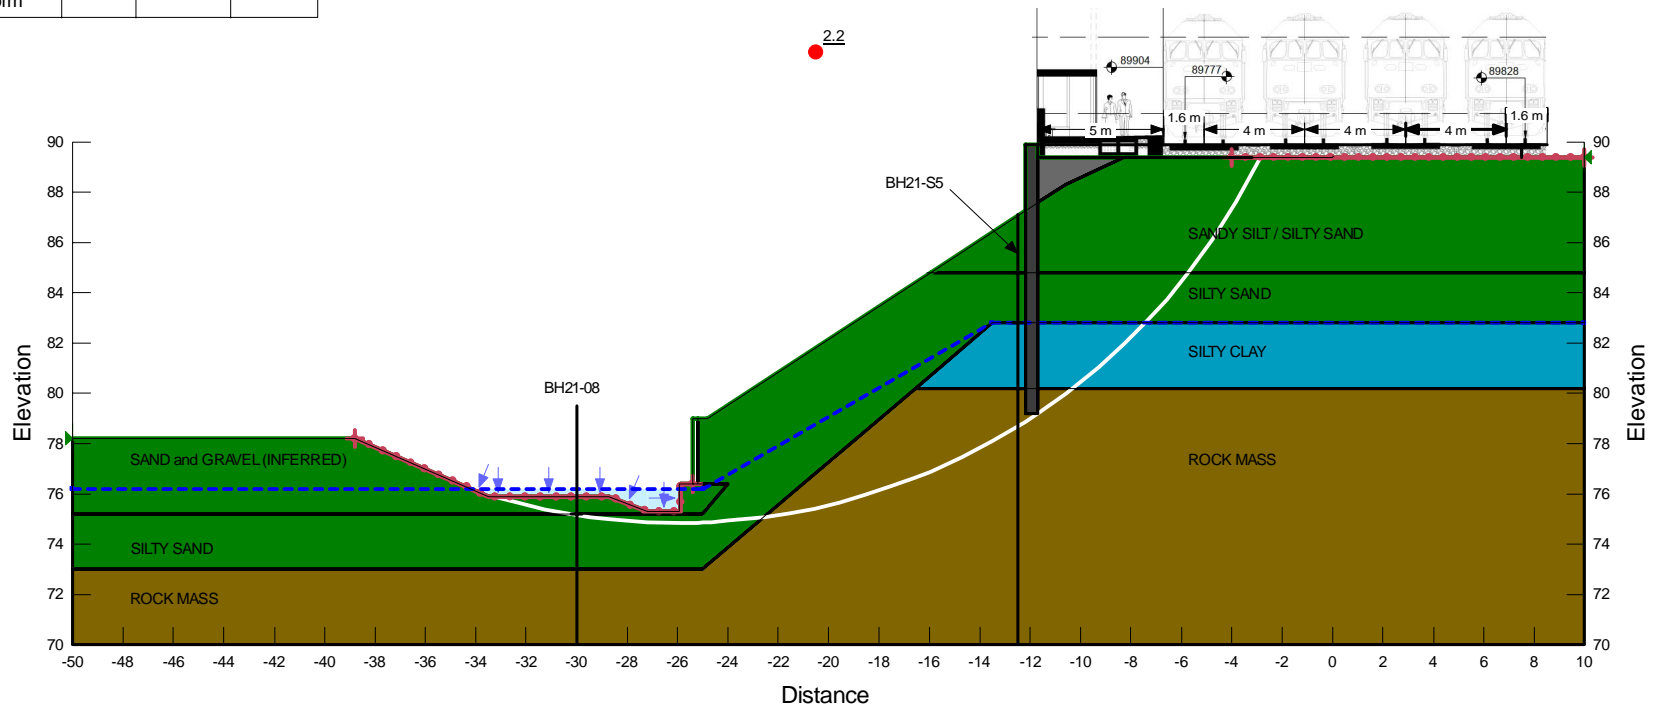 2.2
89904
89777
89828
1.6 m
1.6 m
5 m
4 m
4 m
4 m
90
88
86
84
82
80
78
76
74
72
70
Elevation
90
88
86
84
82
80
78
76
74
72
70
Elevation
BH21-S5
BH21-08
SANDY SILT / SILTY SAND
SILTY SAND
SILTY CLAY
ROCK MASS
SAND and GRAVEL (INFERRED)
SILTY SAND
ROCK MASS
-50 -48 -46 -44 -42 -40 -38 -36 -34 -32 -30 -28 -26 -24 -22 -20 -18 -16 -14 -12 -10 -8 -6 -4 -2 0 2 4 6 8 10
Distance